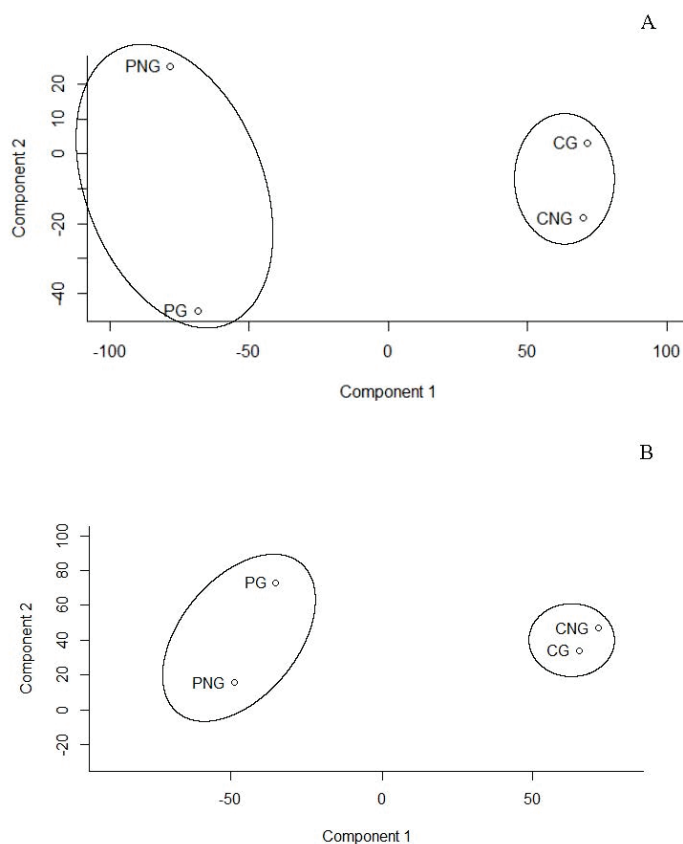 A
Component 2
20
10
0
-20
-40
PNG
CG
CNG
PG
-100 -50 0 50 100
Component 1
B
Component 2
100
80
60
40
20
0
-20
PG
CNG
CG
PNG
-50 0 50
Component 1